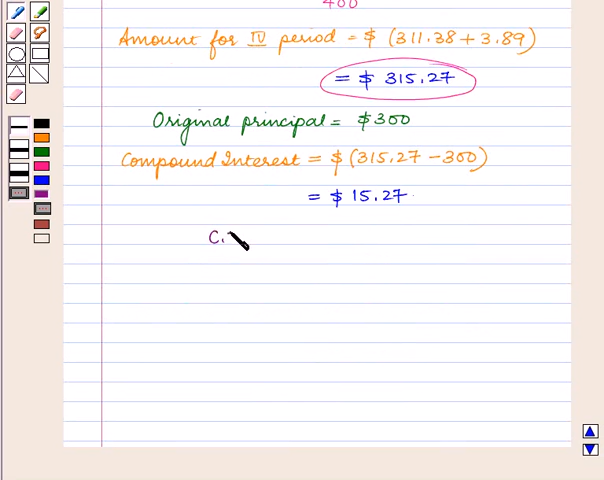 400
Amount for IV period = $ (311.38 + 3.89)
= $ 315.27
Original principal = $300
Compound Interest = $ (315.27 - 300)
= $ 15.27
C.